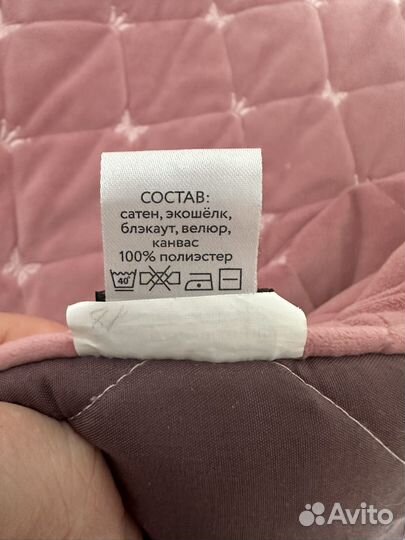 СОСТАВ:
сатен, экошёлк,
блэкаут, велюр,
канвас
100% полиэстер
40°
Avito